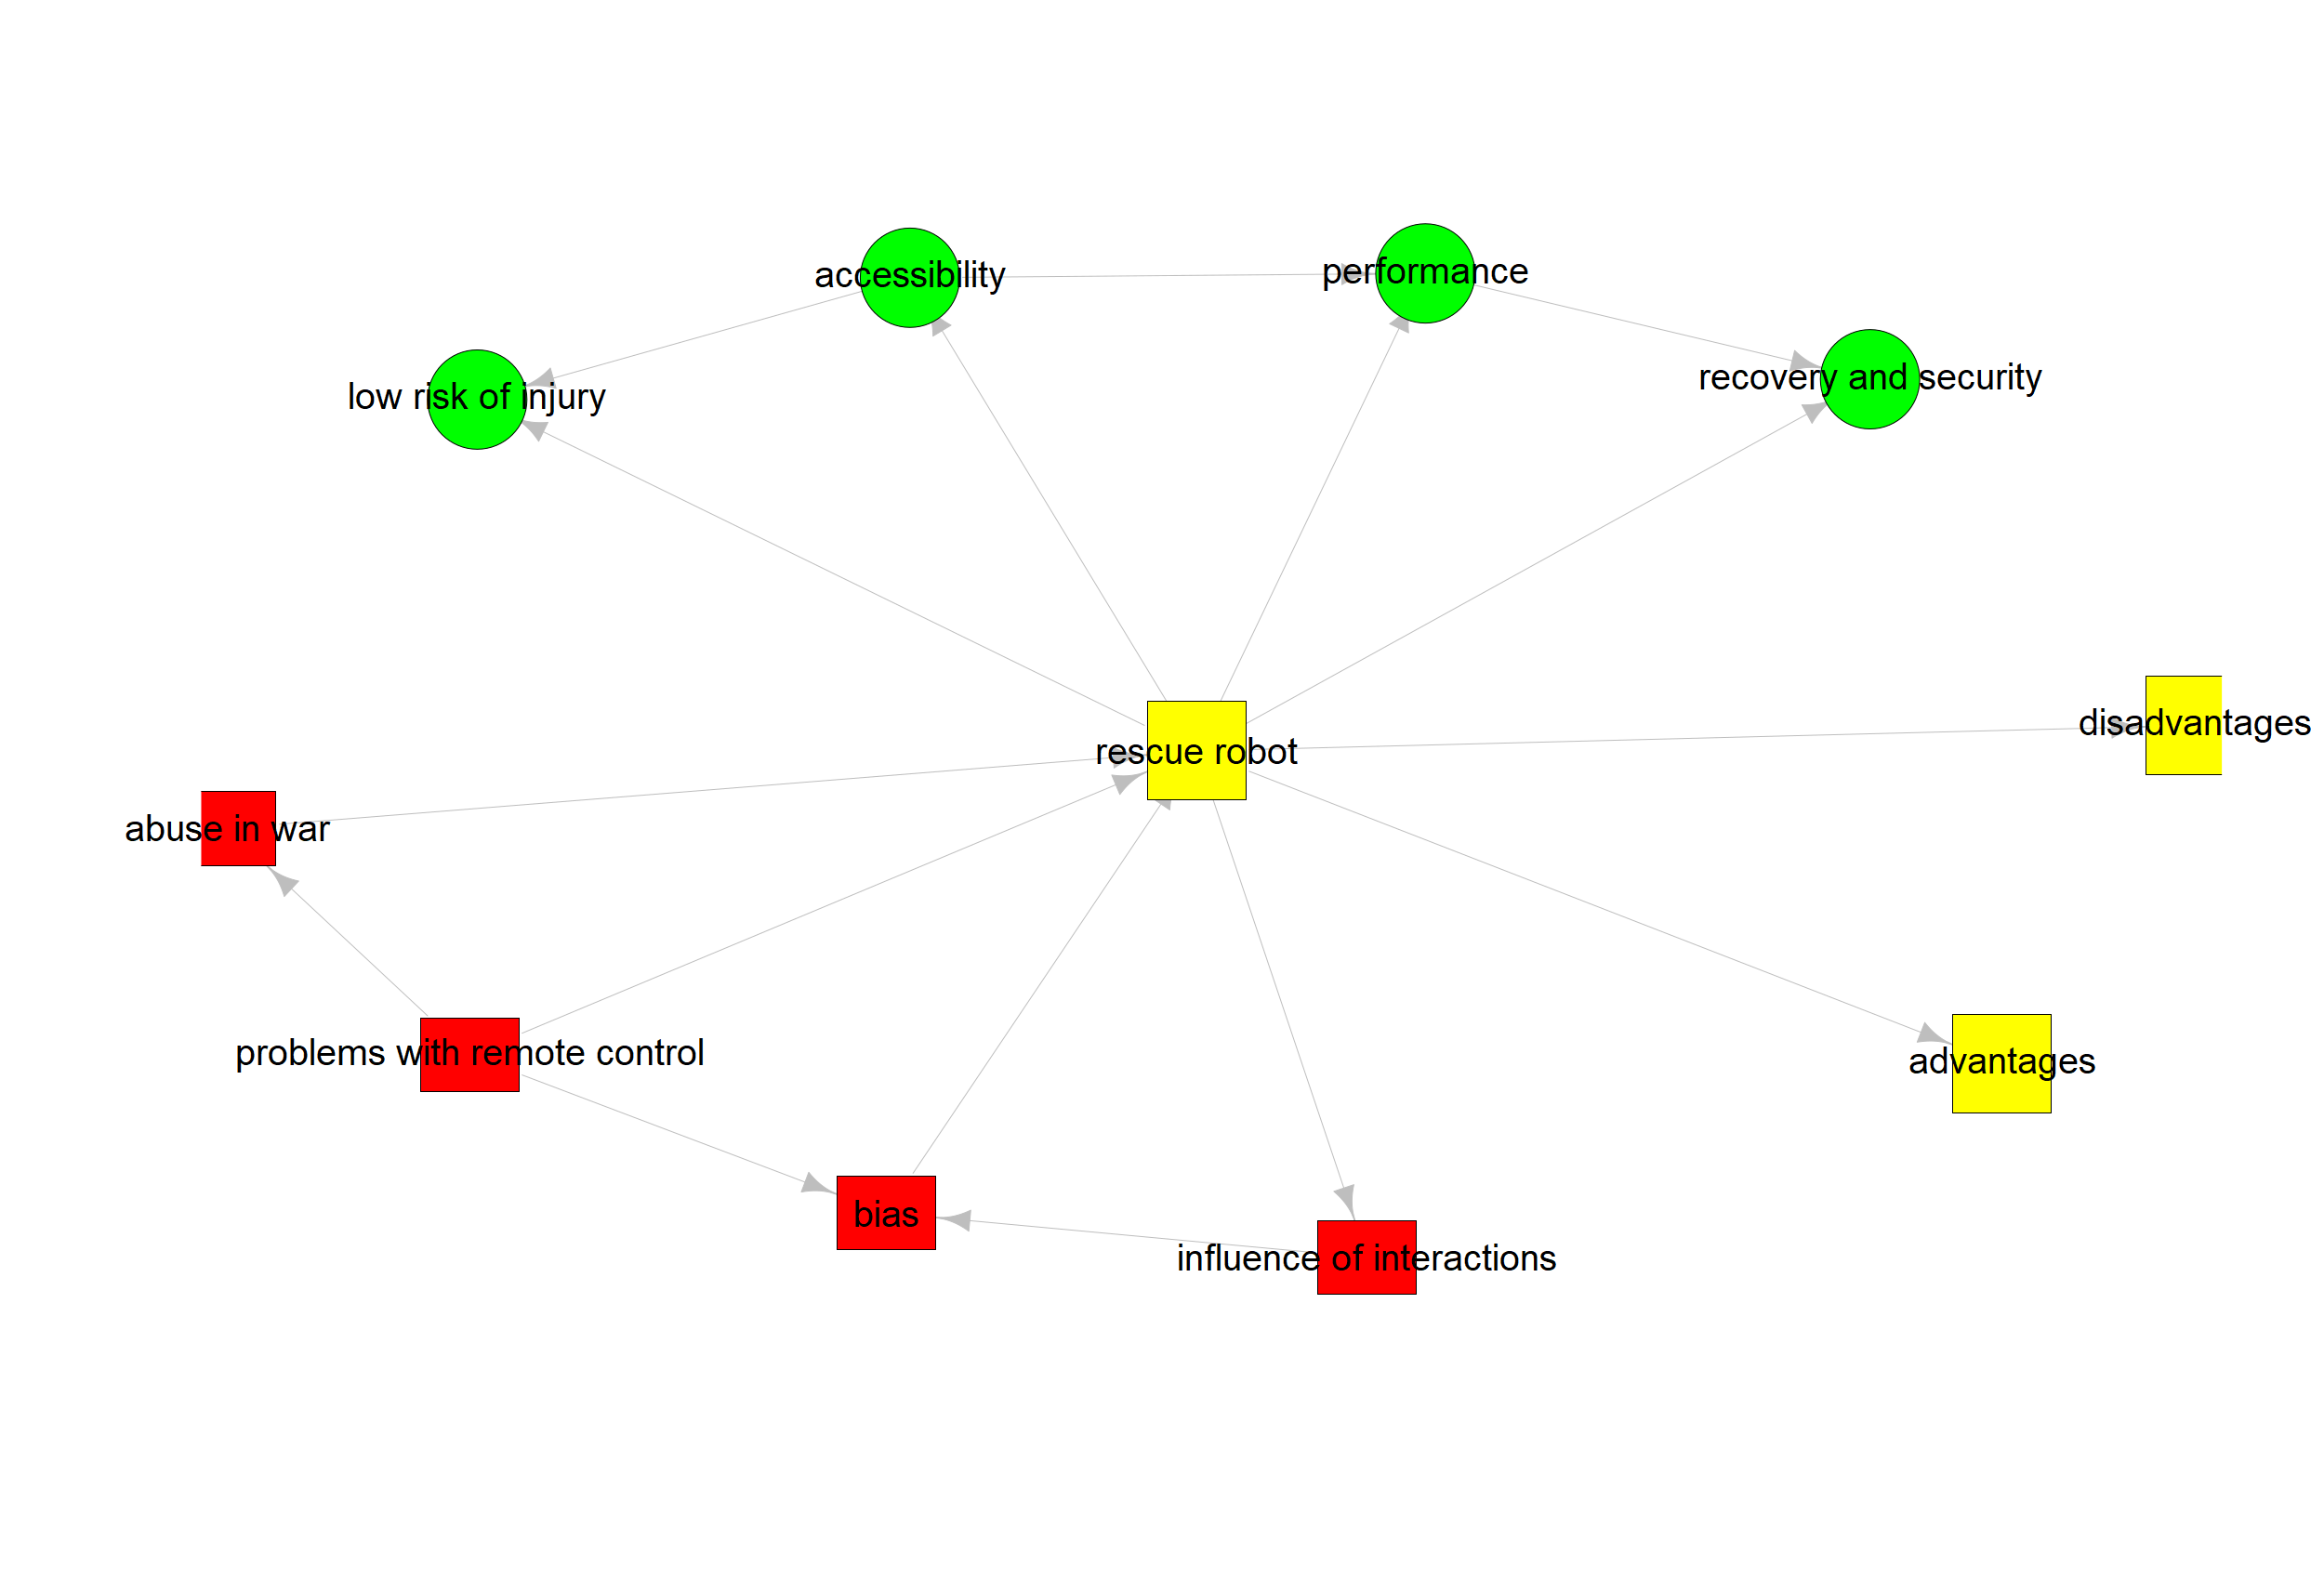 accessibility
performance
low risk of injury
recovery and security
disadvantages
rescue robot
abuse in war
problems with remote control
advantages
bias
influence of interactions